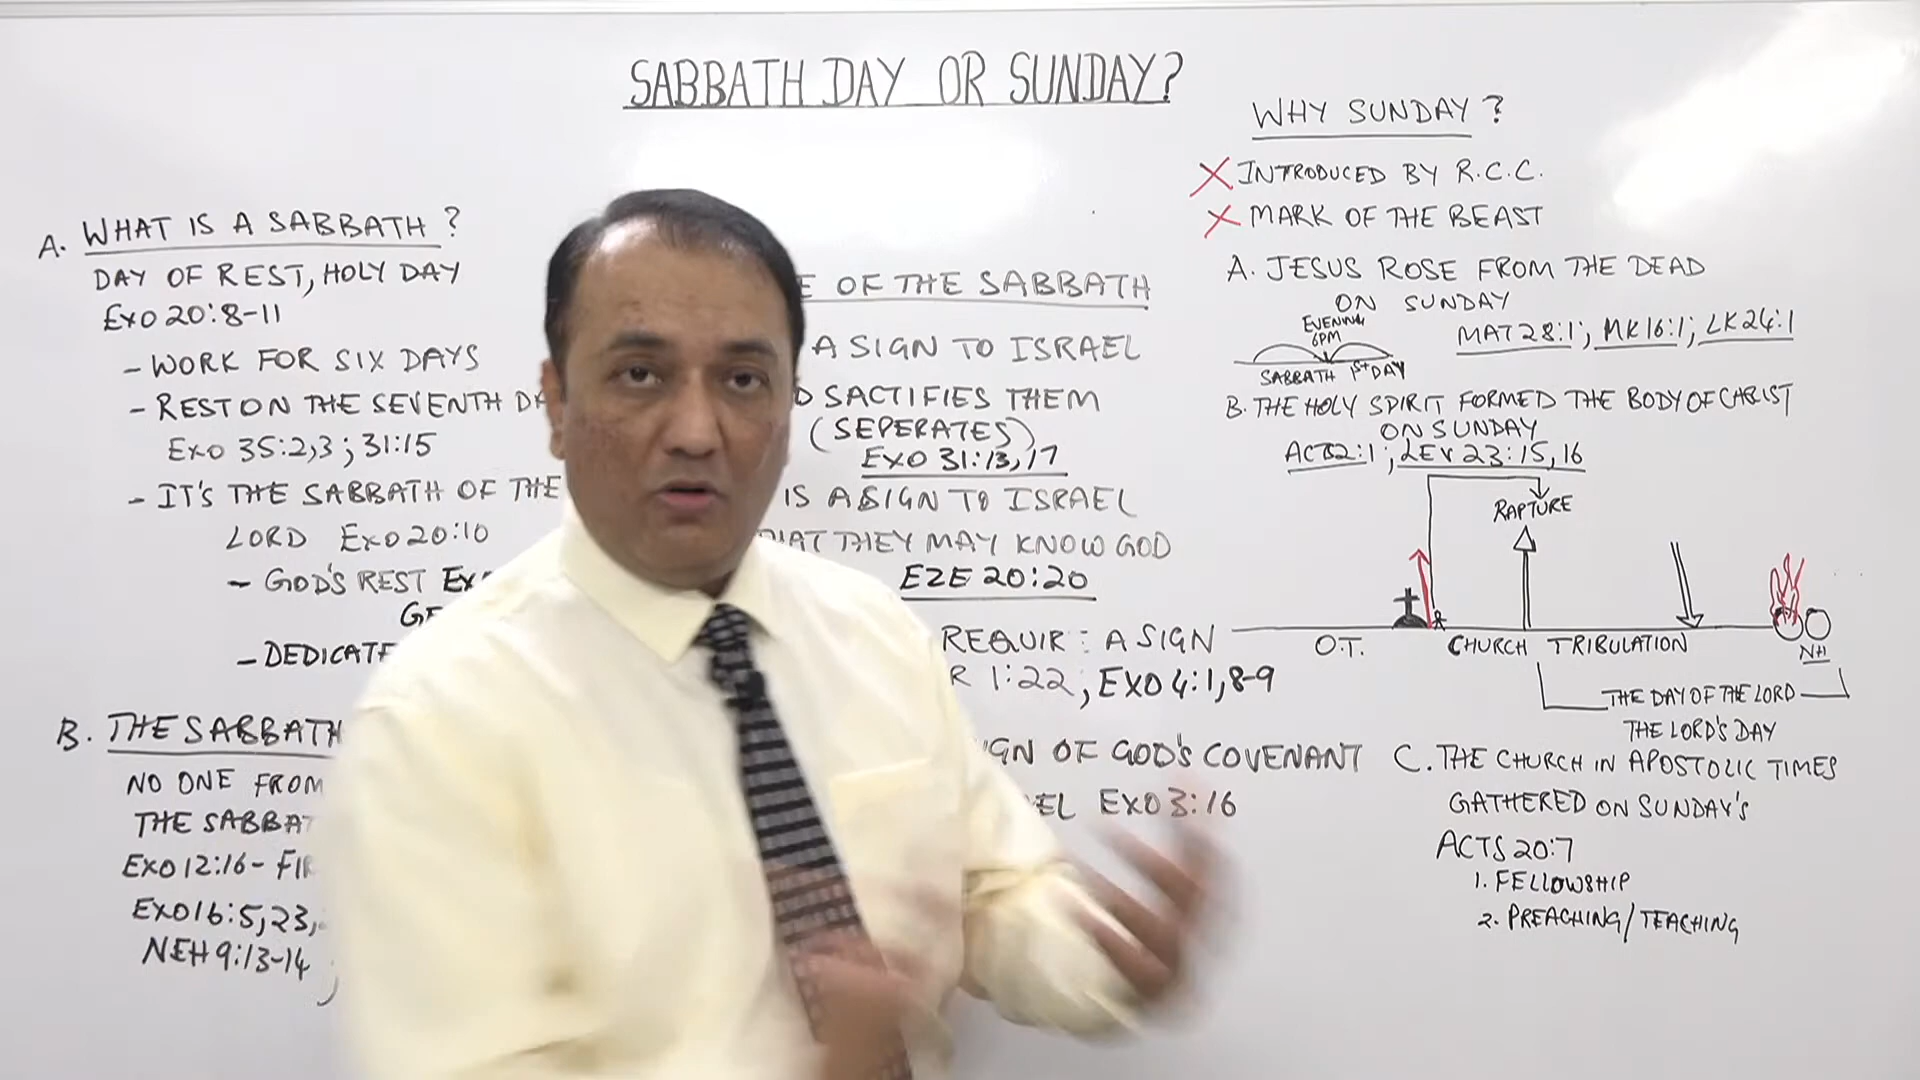 SABBATH DAY OR SUNDAY?
A. WHAT IS A SABBATH?
DAY OF REST, HOLY DAY
EXO 20:8-11
- WORK FOR SIX DAYS
- REST ON THE SEVENTH
EXO 35:2,3; 31:15
- IT'S THE SABBATH OF THE
LORD EXO 20:10
- GOD'S REST
- DEDICATE
B. THE SABBATH
NO ONE FROM
THE
EXO 12:16 -
EXO 16:5,23,
NEH 9:13-14
OF THE SABBATH
A SIGN TO ISRAEL
SACTIFIES THEM
(SEPERATES)
EXO 31:13,17
IS A SIGN TO ISRAEL
THEY MAY KNOW GOD
EZE 20:20
REQUIR: A SIGN
1:22, EXO 4:1,8-9
OF GOD'S COVENANT
EXO 3:16
WHY SUNDAY?
X INTRODUCED BY R.C.C.
X MARK OF THE BEAST
A. JESUS ROSE FROM THE DEAD
ON SUNDAY
EVENING
6PM
SABBATH 1ST DAY
MAT 28:1; MK 16:1; LK 24:1
B. THE HOLY SPIRIT FORMED THE BODY OF CHRIST
ON SUNDAY
ACTS 2:1; LEV 23:15,16
RAPTURE
O.T. CHURCH TRIBULATION
NH
THE DAY OF THE LORD
THE LORD'S DAY
C. THE CHURCH IN APOSTOLIC TIMES
GATHERED ON SUNDAY'S
ACTS 20:7
1. FELLOWSHIP
2. PREACHING/TEACHING